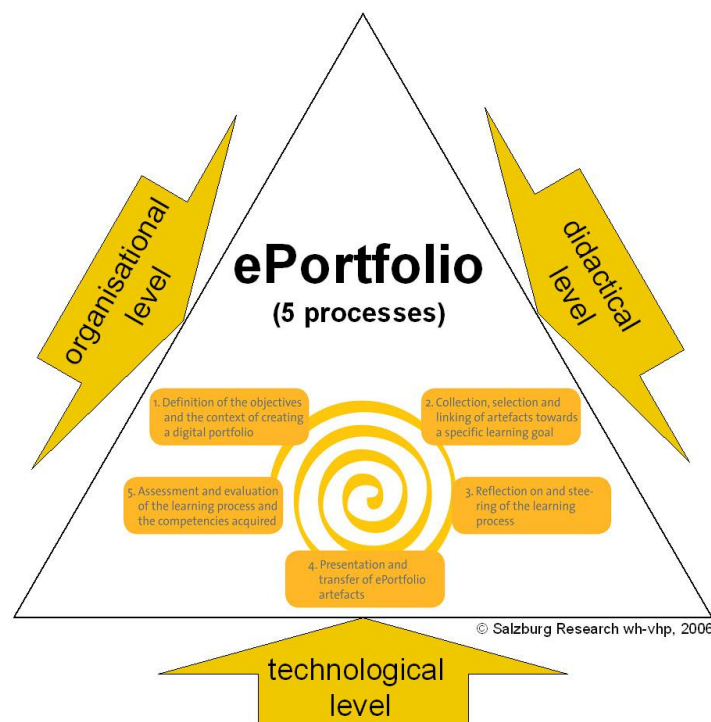 ePortfolio
(5 processes)
organisational
level
didactical
level
1. Definition of the objectives
and the context of creating
a digital portfolio
2. Collection, selection and
linking of artefacts towards
a specific learning goal
5. Assessment and evaluation
of the learning process and
the competencies acquired
3. Reflection on and stee-
ring of the learning
process
4. Presentation and
transfer of ePortfolio
artefacts
© Salzburg Research wh-vhp, 2006
technological
level